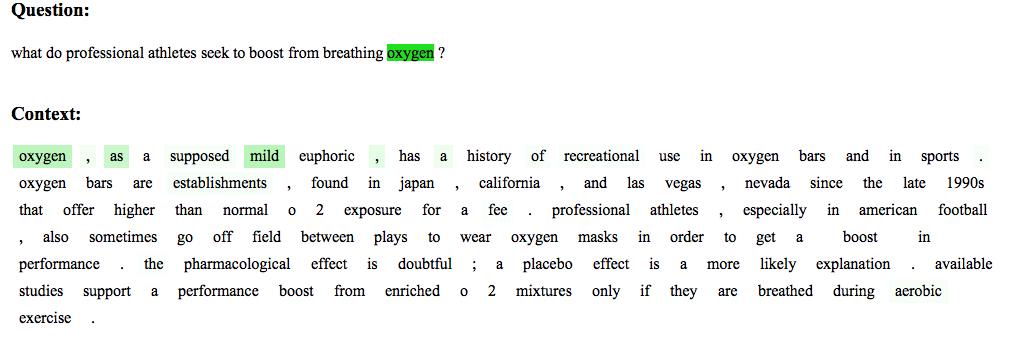 Question:
what do professional athletes seek to boost from breathing oxygen ?
Context:
oxygen , as a supposed mild euphoric , has a history of recreational use in oxygen bars and in sports .
oxygen bars are establishments , found in japan , california , and las vegas , nevada since the late 1990s
that offer higher than normal o 2 exposure for a fee . professional athletes , especially in american football
, also sometimes go off field between plays to wear oxygen masks in order to get a boost in
performance . the pharmacological effect is doubtful ; a placebo effect is a more likely explanation . available
studies support a performance boost from enriched o 2 mixtures only if they are breathed during aerobic
exercise .